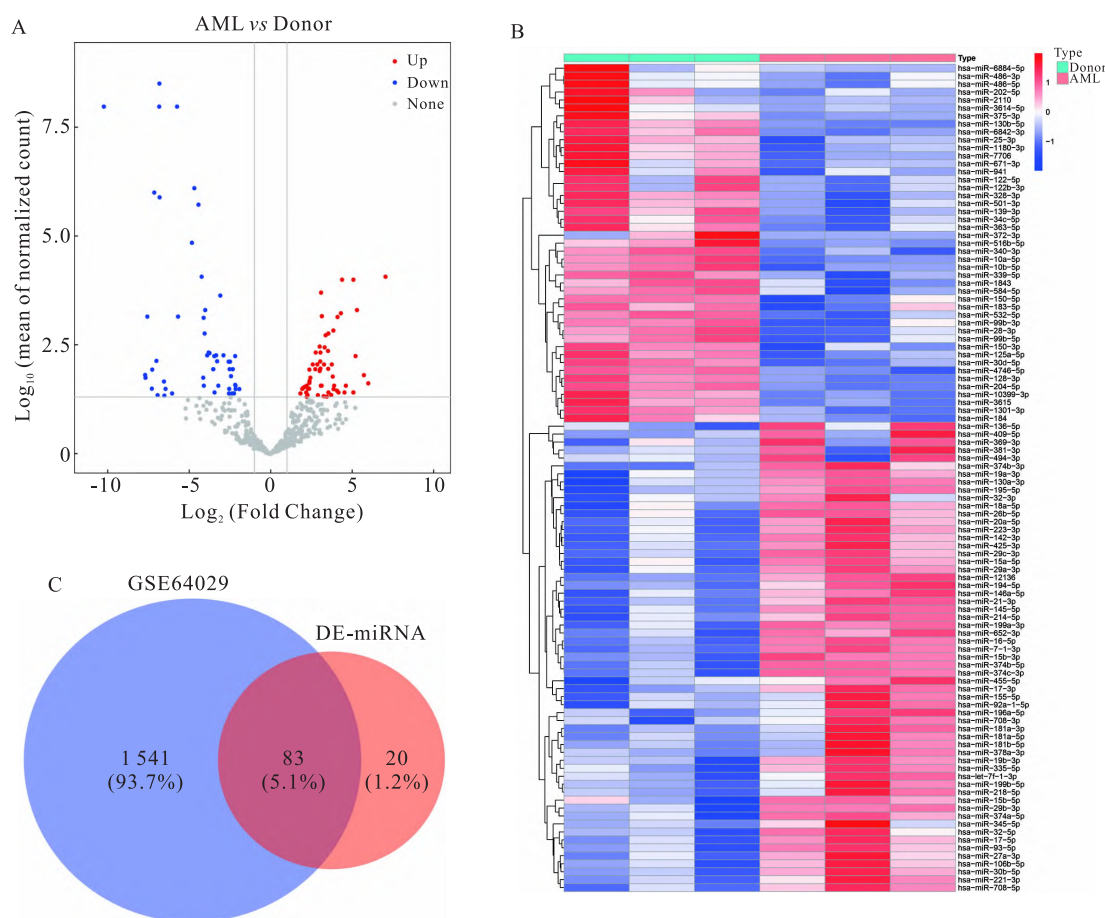 A
AML vs Donor
Up
Down
None
7.5
5.0
2.5
0
Log₁₀ (mean of normalized count)
-10
-5
0
5
10
Log₂ (Fold Change)
B
Type
Type
Donor
AML
1
0
-1
hsa-miR-6884-5p
hsa-miR-486-3p
hsa-miR-486-5p
hsa-miR-202-5p
hsa-miR-2110
hsa-miR-3614-5p
hsa-miR-375-3p
hsa-miR-130b-5p
hsa-miR-6842-3p
hsa-miR-25-3p
hsa-miR-1180-3p
hsa-miR-7706
hsa-miR-671-3p
hsa-miR-941
hsa-miR-122-5p
hsa-miR-122b-3p
hsa-miR-328-3p
hsa-miR-501-3p
hsa-miR-139-3p
hsa-miR-34c-5p
hsa-miR-363-5p
hsa-miR-372-3p
hsa-miR-516b-5p
hsa-miR-340-3p
hsa-miR-10a-5p
hsa-miR-10b-5p
hsa-miR-339-5p
hsa-miR-1843
hsa-miR-584-5p
hsa-miR-150-5p
hsa-miR-183-5p
hsa-miR-532-5p
hsa-miR-99b-3p
hsa-miR-28-3p
hsa-miR-99b-5p
hsa-miR-150-3p
hsa-miR-125a-5p
hsa-miR-30d-5p
hsa-miR-4746-5p
hsa-miR-128-3p
hsa-miR-204-5p
hsa-miR-10399-3p
hsa-miR-3615
hsa-miR-1301-3p
hsa-miR-184
hsa-miR-136-5p
hsa-miR-409-5p
hsa-miR-369-3p
hsa-miR-381-3p
hsa-miR-494-3p
hsa-miR-374b-3p
hsa-miR-19a-3p
hsa-miR-130a-3p
hsa-miR-195-5p
hsa-miR-32-3p
hsa-miR-18a-5p
hsa-miR-26b-5p
hsa-miR-20a-5p
hsa-miR-223-3p
hsa-miR-142-3p
hsa-miR-425-3p
hsa-miR-29c-3p
hsa-miR-15a-5p
hsa-miR-29a-3p
hsa-miR-12136
hsa-miR-194-5p
hsa-miR-146a-5p
hsa-miR-21-3p
hsa-miR-145-5p
hsa-miR-214-5p
hsa-miR-199a-3p
hsa-miR-652-3p
hsa-miR-16-5p
hsa-miR-7-1-3p
hsa-miR-15b-3p
hsa-miR-374b-5p
hsa-miR-374c-3p
hsa-miR-455-5p
hsa-miR-17-3p
hsa-miR-155-5p
hsa-miR-92a-1-5p
hsa-miR-196a-5p
hsa-miR-708-3p
hsa-miR-181a-3p
hsa-miR-181a-5p
hsa-miR-181b-5p
hsa-miR-378a-3p
hsa-miR-19b-3p
hsa-miR-335-5p
hsa-let-7f-1-3p
hsa-miR-199b-5p
hsa-miR-218-5p
hsa-miR-15b-5p
hsa-miR-29b-3p
hsa-miR-374a-5p
hsa-miR-345-5p
hsa-miR-32-5p
hsa-miR-17-5p
hsa-miR-93-5p
hsa-miR-27a-3p
hsa-miR-106b-5p
hsa-miR-30b-5p
hsa-miR-221-3p
hsa-miR-708-5p
C
GSE64029
DE-miRNA
1 541
(93.7%)
83
(5.1%)
20
(1.2%)